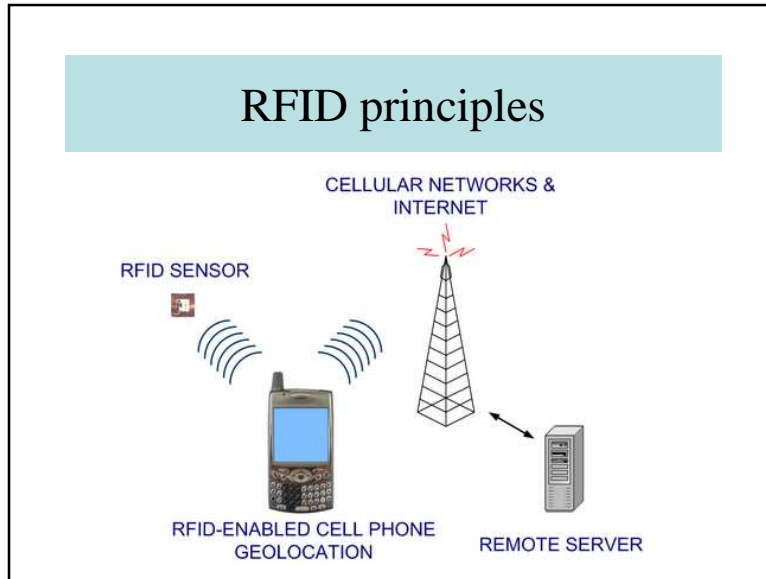 RFID principles
CELLULAR NETWORKS &
INTERNET
RFID SENSOR
RFID-ENABLED CELL PHONE
GEOLOCATION
REMOTE SERVER